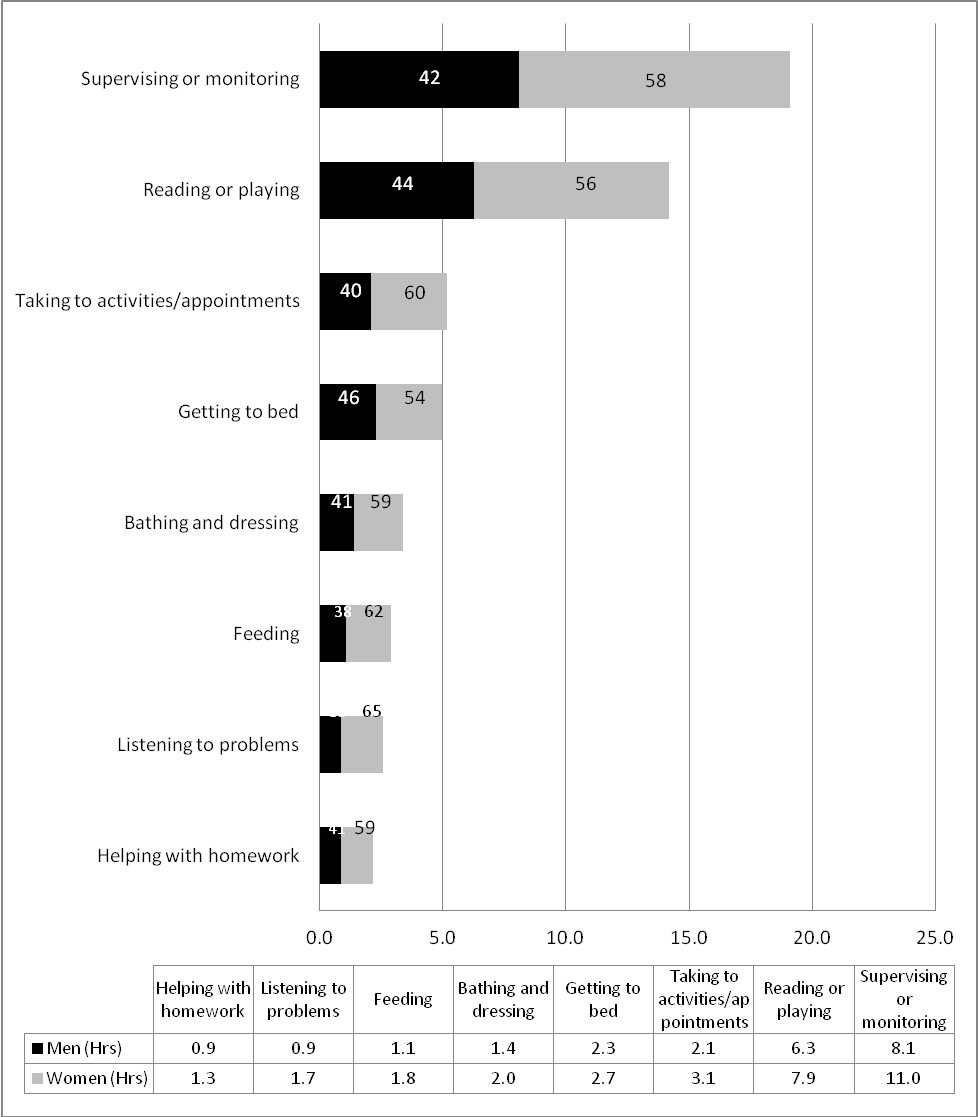 Supervising or monitoring 42 58
Reading or playing 44 56
Taking to activities/appointments 40 60
Getting to bed 46 54
Bathing and dressing 41 59
Feeding 38 62
Listening to problems 65
Helping with homework 41 59
0.0 5.0 10.0 15.0 20.0 25.0
Helping with homework Listening to problems Feeding Bathing and dressing Getting to bed Taking to activities/appointments Reading or playing Supervising or monitoring
Men (Hrs) 0.9 0.9 1.1 1.4 2.3 2.1 6.3 8.1
Women (Hrs) 1.3 1.7 1.8 2.0 2.7 3.1 7.9 11.0